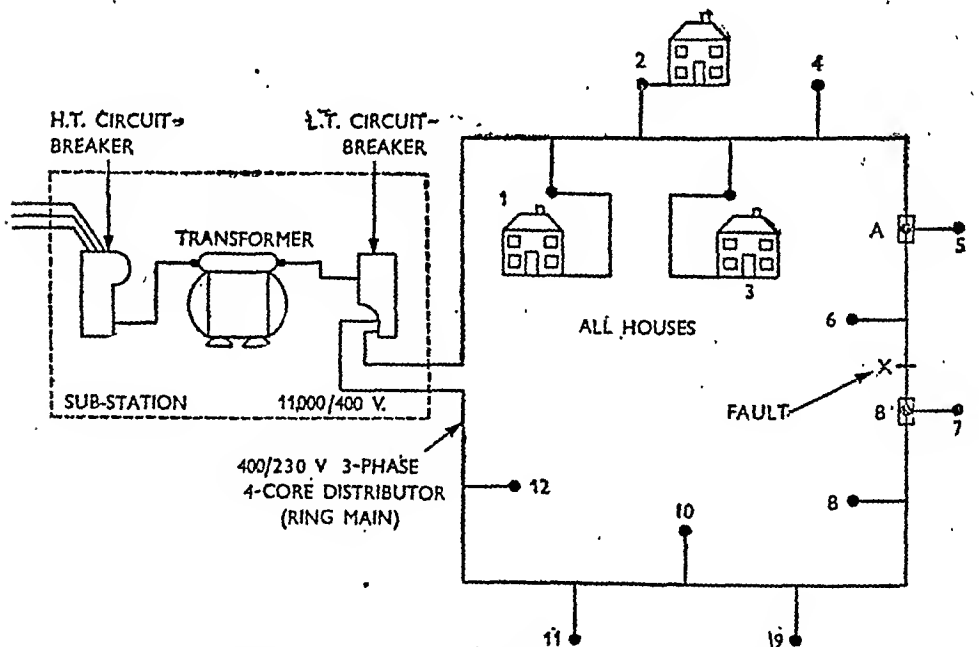 H.T. CIRCUIT-
BREAKER
L.T. CIRCUIT-
BREAKER
TRANSFORMER
SUB-STATION
11,000/400 V.
400/230 V 3-PHASE
4-CORE DISTRIBUTOR
(RING MAIN)
2
4
1
3
A
5
6
ALL HOUSES
X
FAULT
B
7
12
10
8
11
19